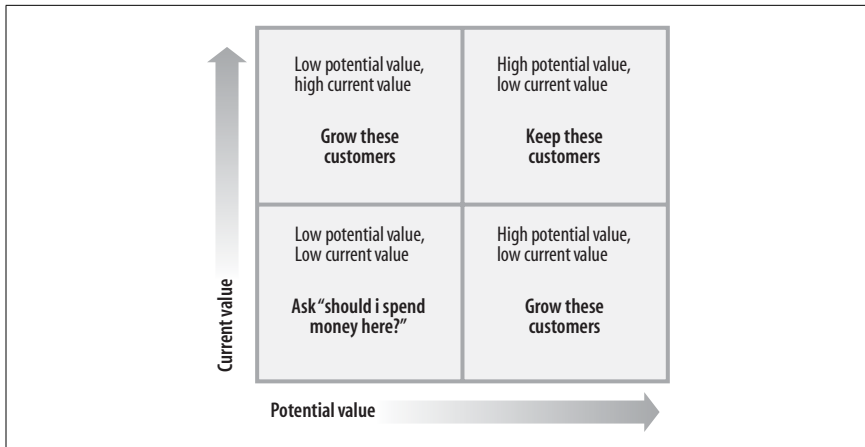 Low potential value,
high current value
Grow these
customers
High potential value,
low current value
Keep these
customers
Low potential value,
Low current value
Ask “should i spend
money here?”
High potential value,
low current value
Grow these
customers
Current value
Potential value